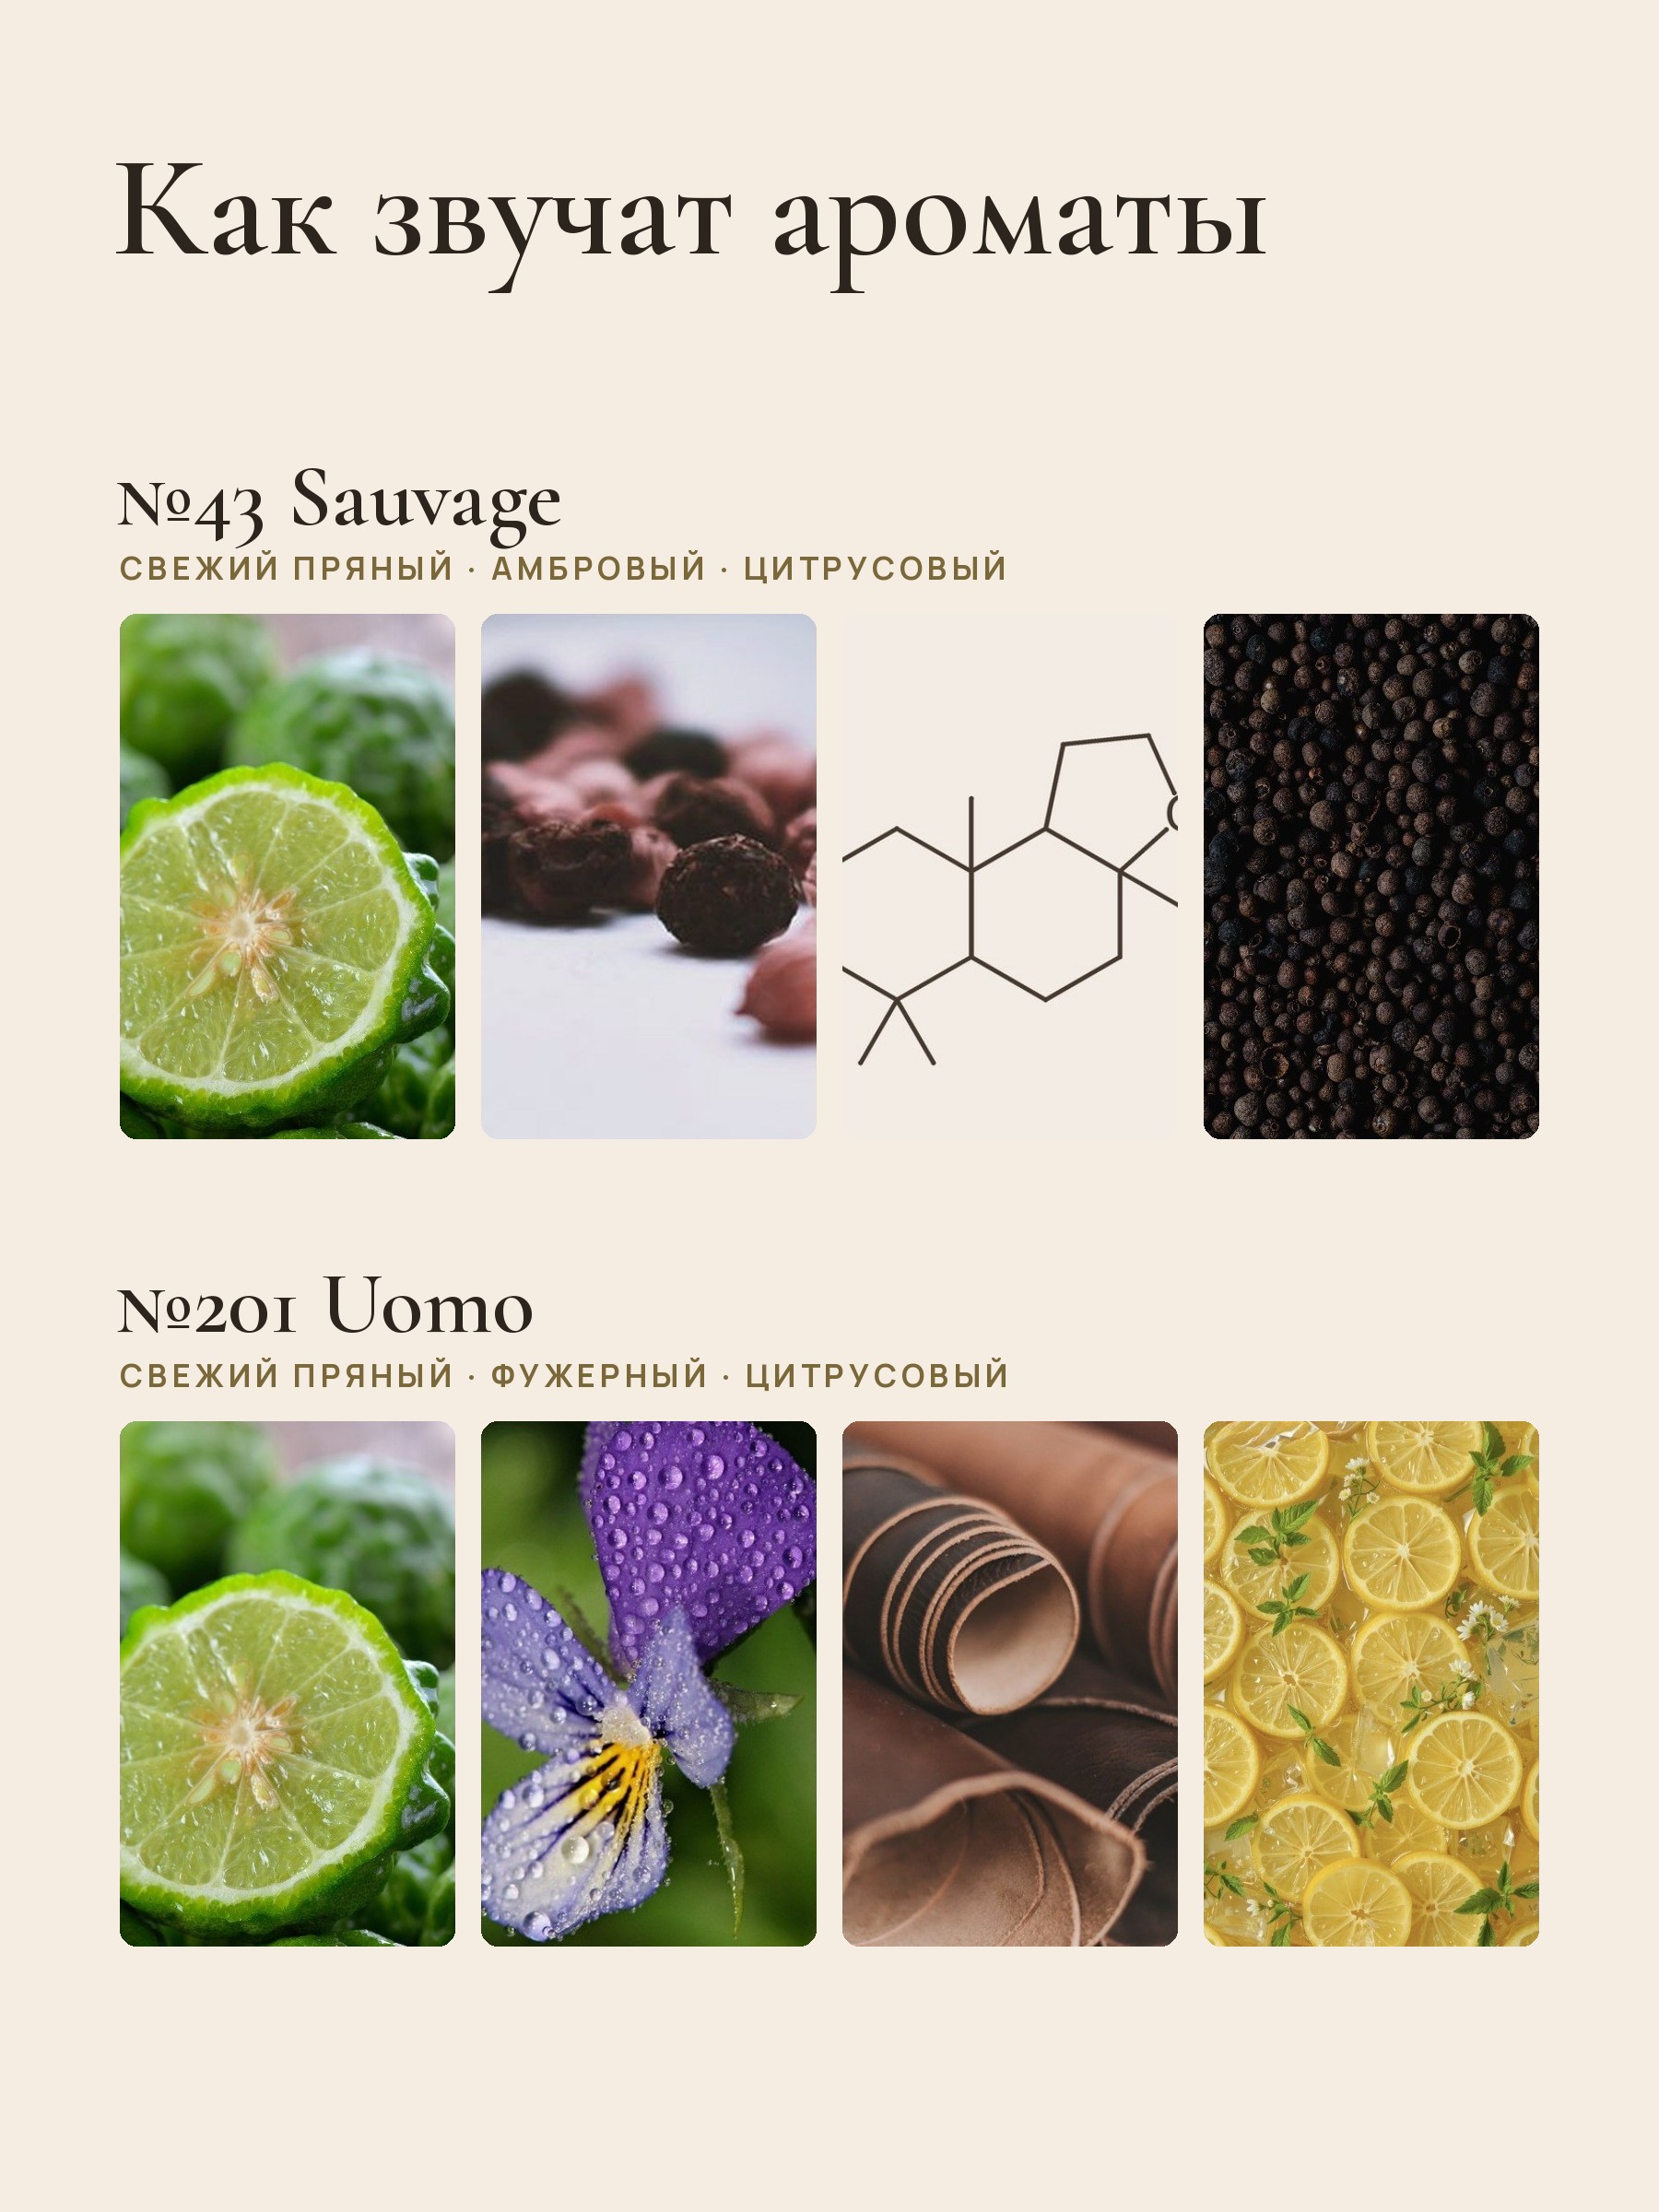 Как звучат ароматы
№43 Sauvage
СВЕЖИЙ ПРЯНЫЙ · АМБРОВЫЙ · ЦИТРУСОВЫЙ
№201 Uomo
СВЕЖИЙ ПРЯНЫЙ · ФУЖЕРНЫЙ · ЦИТРУСОВЫЙ